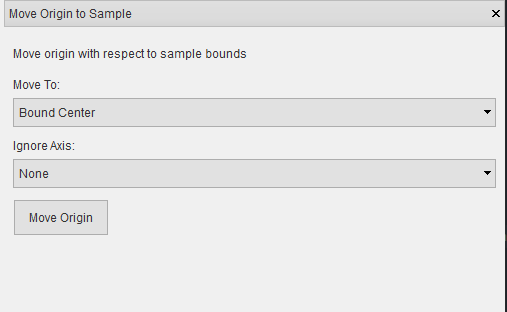 Move Origin to Sample
Move origin with respect to sample bounds
Move To:
Bound Center
Ignore Axis:
None
Move Origin